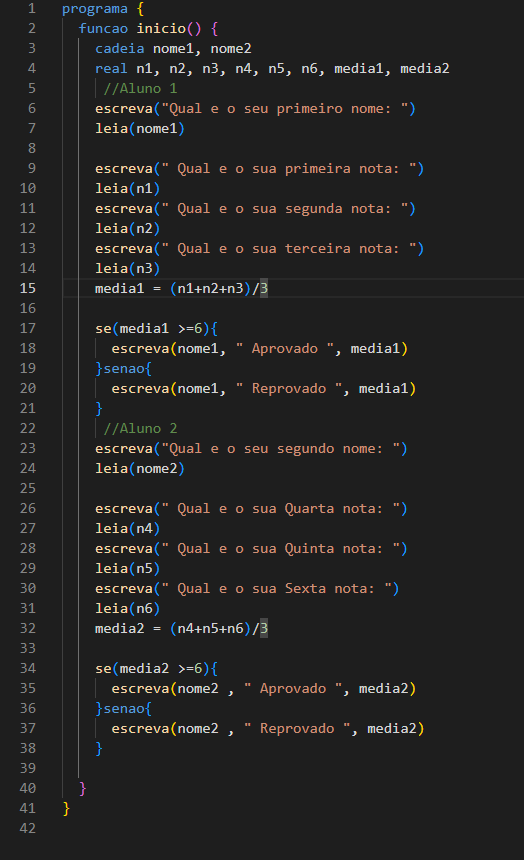 1 programa {
2 funcao inicio() {
3 cadeia nome1, nome2
4 real n1, n2, n3, n4, n5, n6, media1, media2
5 //Aluno 1
6 escreva("Qual e o seu primeiro nome: ")
7 leia(nome1)
8
9 escreva(" Qual e o sua primeira nota: ")
10 leia(n1)
11 escreva(" Qual e o sua segunda nota: ")
12 leia(n2)
13 escreva(" Qual e o sua terceira nota: ")
14 leia(n3)
15 media1 = (n1+n2+n3)/3
16
17 se(media1 >=6){
18 escreva(nome1, " Aprovado ", media1)
19 }senao{
20 escreva(nome1, " Reprovado ", media1)
21 }
22 //Aluno 2
23 escreva("Qual e o seu segundo nome: ")
24 leia(nome2)
25
26 escreva(" Qual e o sua Quarta nota: ")
27 leia(n4)
28 escreva(" Qual e o sua Quinta nota: ")
29 leia(n5)
30 escreva(" Qual e o sua Sexta nota: ")
31 leia(n6)
32 media2 = (n4+n5+n6)/3
33
34 se(media2 >=6){
35 escreva(nome2 , " Aprovado ", media2)
36 }senao{
37 escreva(nome2 , " Reprovado ", media2)
38 }
39
40 }
41 }
42